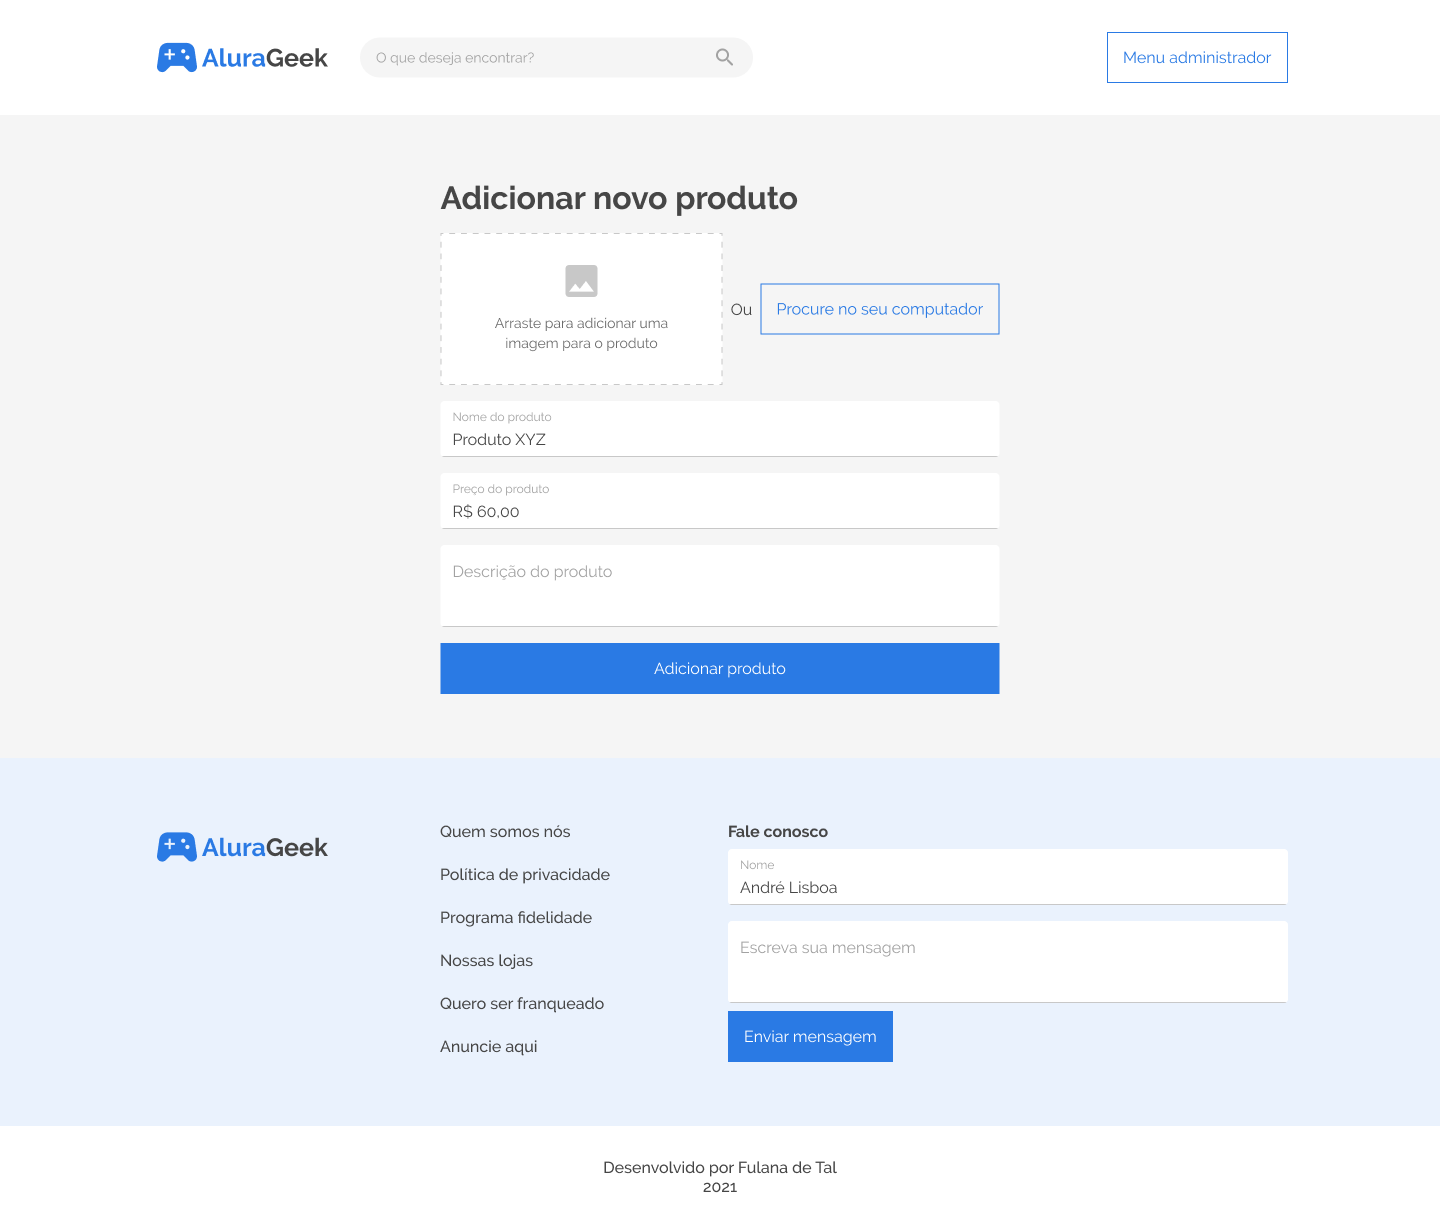 AluraGeek
O que deseja encontrar?
Menu administrador
Adicionar novo produto
Arraste para adicionar uma
imagem para o produto
Ou
Procure no seu computador
Nome do produto
Produto XYZ
Preço do produto
R$ 60,00
Descrição do produto
Adicionar produto
AluraGeek
Quem somos nós
Política de privacidade
Programa fidelidade
Nossas lojas
Quero ser franqueado
Anuncie aqui
Fale conosco
Nome
André Lisboa
Escreva sua mensagem
Enviar mensagem
Desenvolvido por Fulana de Tal
2021